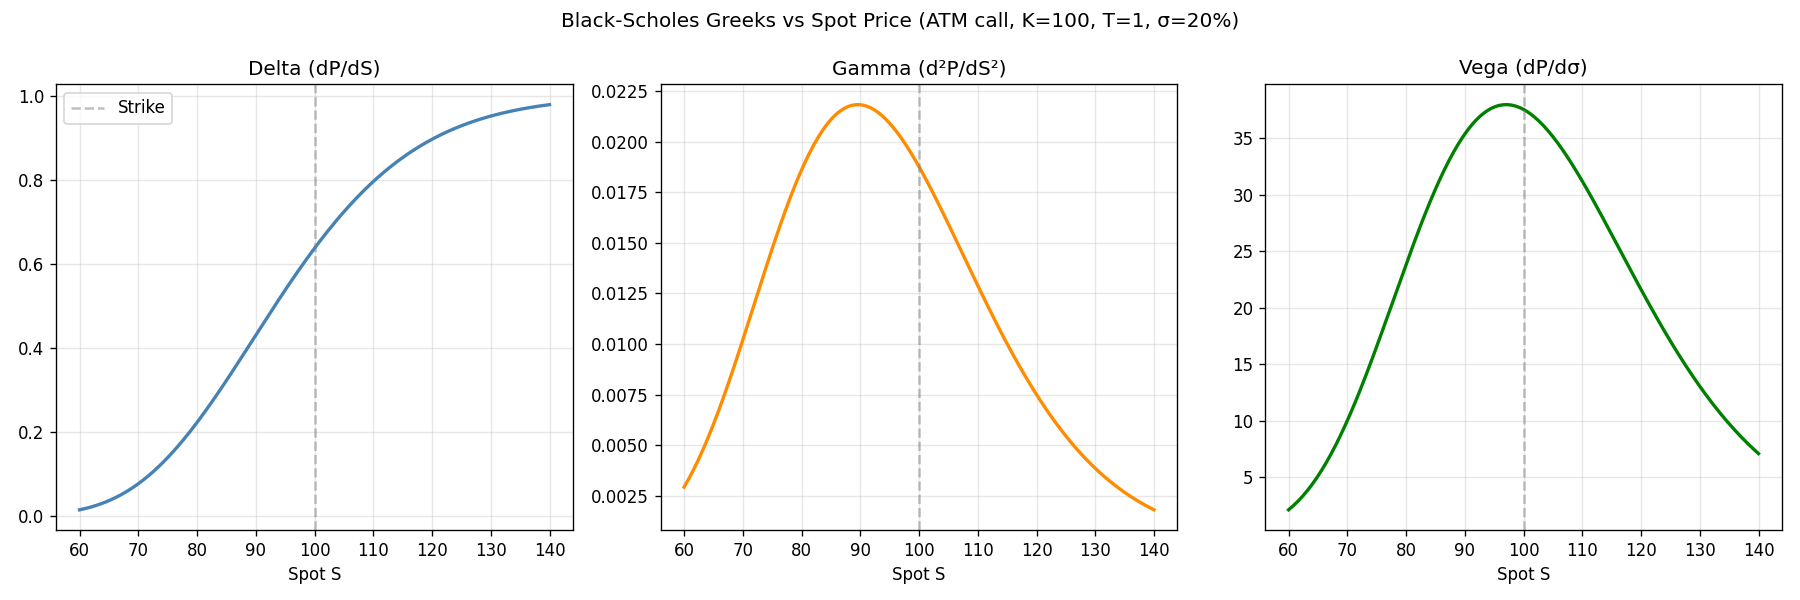 Black-Scholes Greeks vs Spot Price (ATM call, K=100, T=1, σ=20%)
Delta (dP/dS)
Strike
1.0
0.8
0.6
0.4
0.2
0.0
60 70 80 90 100 110 120 130 140
Spot S
Gamma (d²P/dS²)
0.0225
0.0200
0.0175
0.0150
0.0125
0.0100
0.0075
0.0050
0.0025
60 70 80 90 100 110 120 130 140
Spot S
Vega (dP/dσ)
35
30
25
20
15
10
5
60 70 80 90 100 110 120 130 140
Spot S